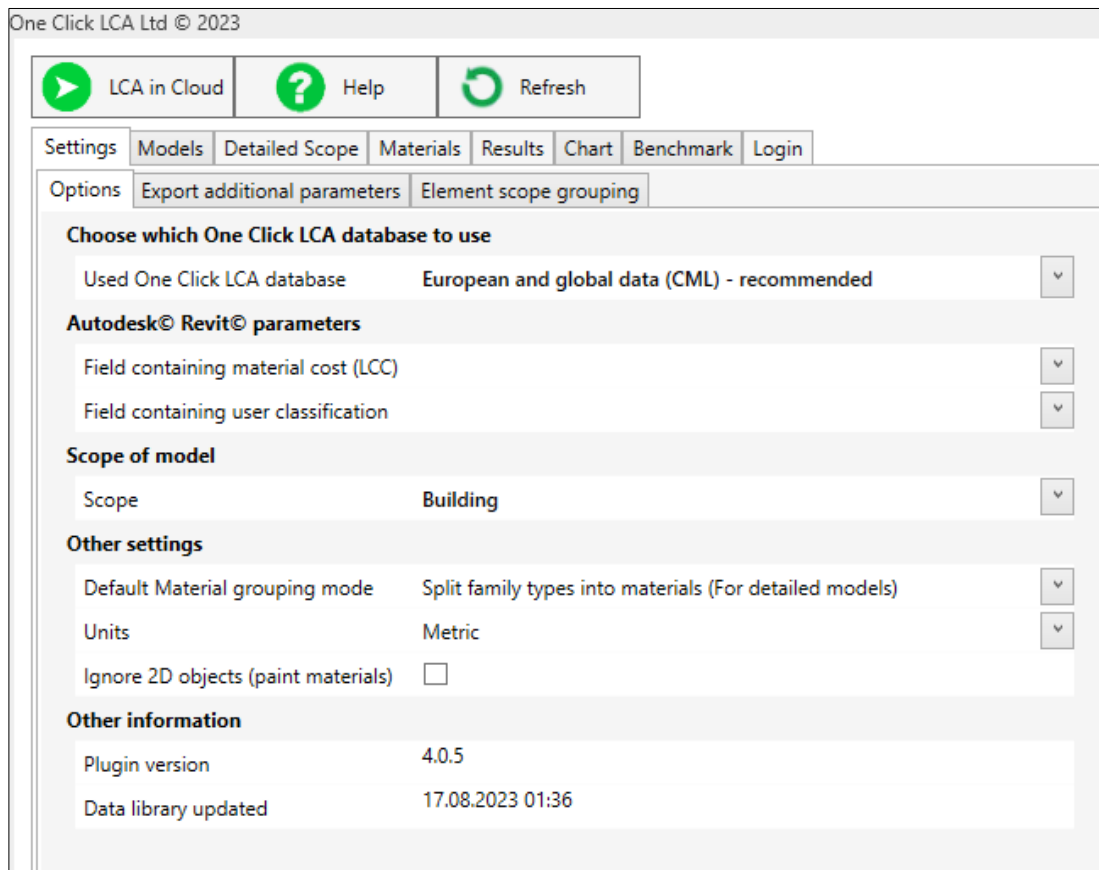 One Click LCA Ltd © 2023
LCA in Cloud Help Refresh
Settings Models Detailed Scope Materials Results Chart Benchmark Login
Options Export additional parameters Element scope grouping
Choose which One Click LCA database to use
Used One Click LCA database European and global data (CML) - recommended
Autodesk© Revit© parameters
Field containing material cost (LCC)
Field containing user classification
Scope of model
Scope Building
Other settings
Default Material grouping mode Split family types into materials (For detailed models)
Units Metric
Ignore 2D objects (paint materials)
Other information
Plugin version 4.0.5
Data library updated 17.08.2023 01:36